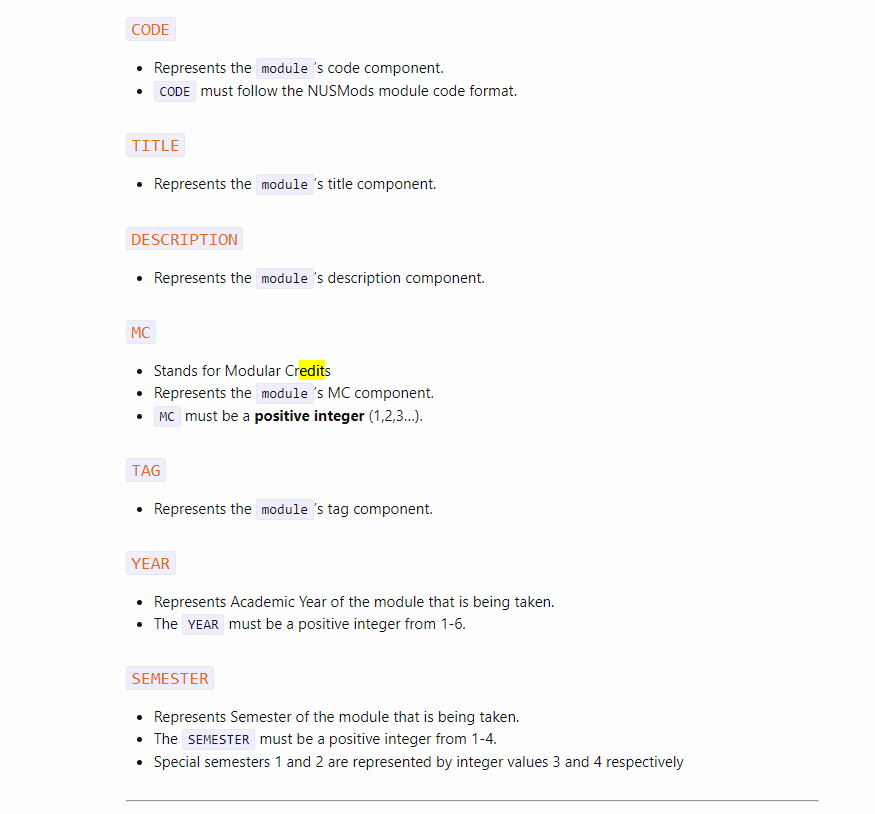 CODE
Represents the module's code component.
CODE must follow the NUSMods module code format.
TITLE
Represents the module's title component.
DESCRIPTION
Represents the module's description component.
MC
Stands for Modular Credits
Represents the module's MC component.
MC must be a positive integer (1,2,3…).
TAG
Represents the module's tag component.
YEAR
Represents Academic Year of the module that is being taken.
The YEAR must be a positive integer from 1-6.
SEMESTER
Represents Semester of the module that is being taken.
The SEMESTER must be a positive integer from 1-4.
Special semesters 1 and 2 are represented by integer values 3 and 4 respectively